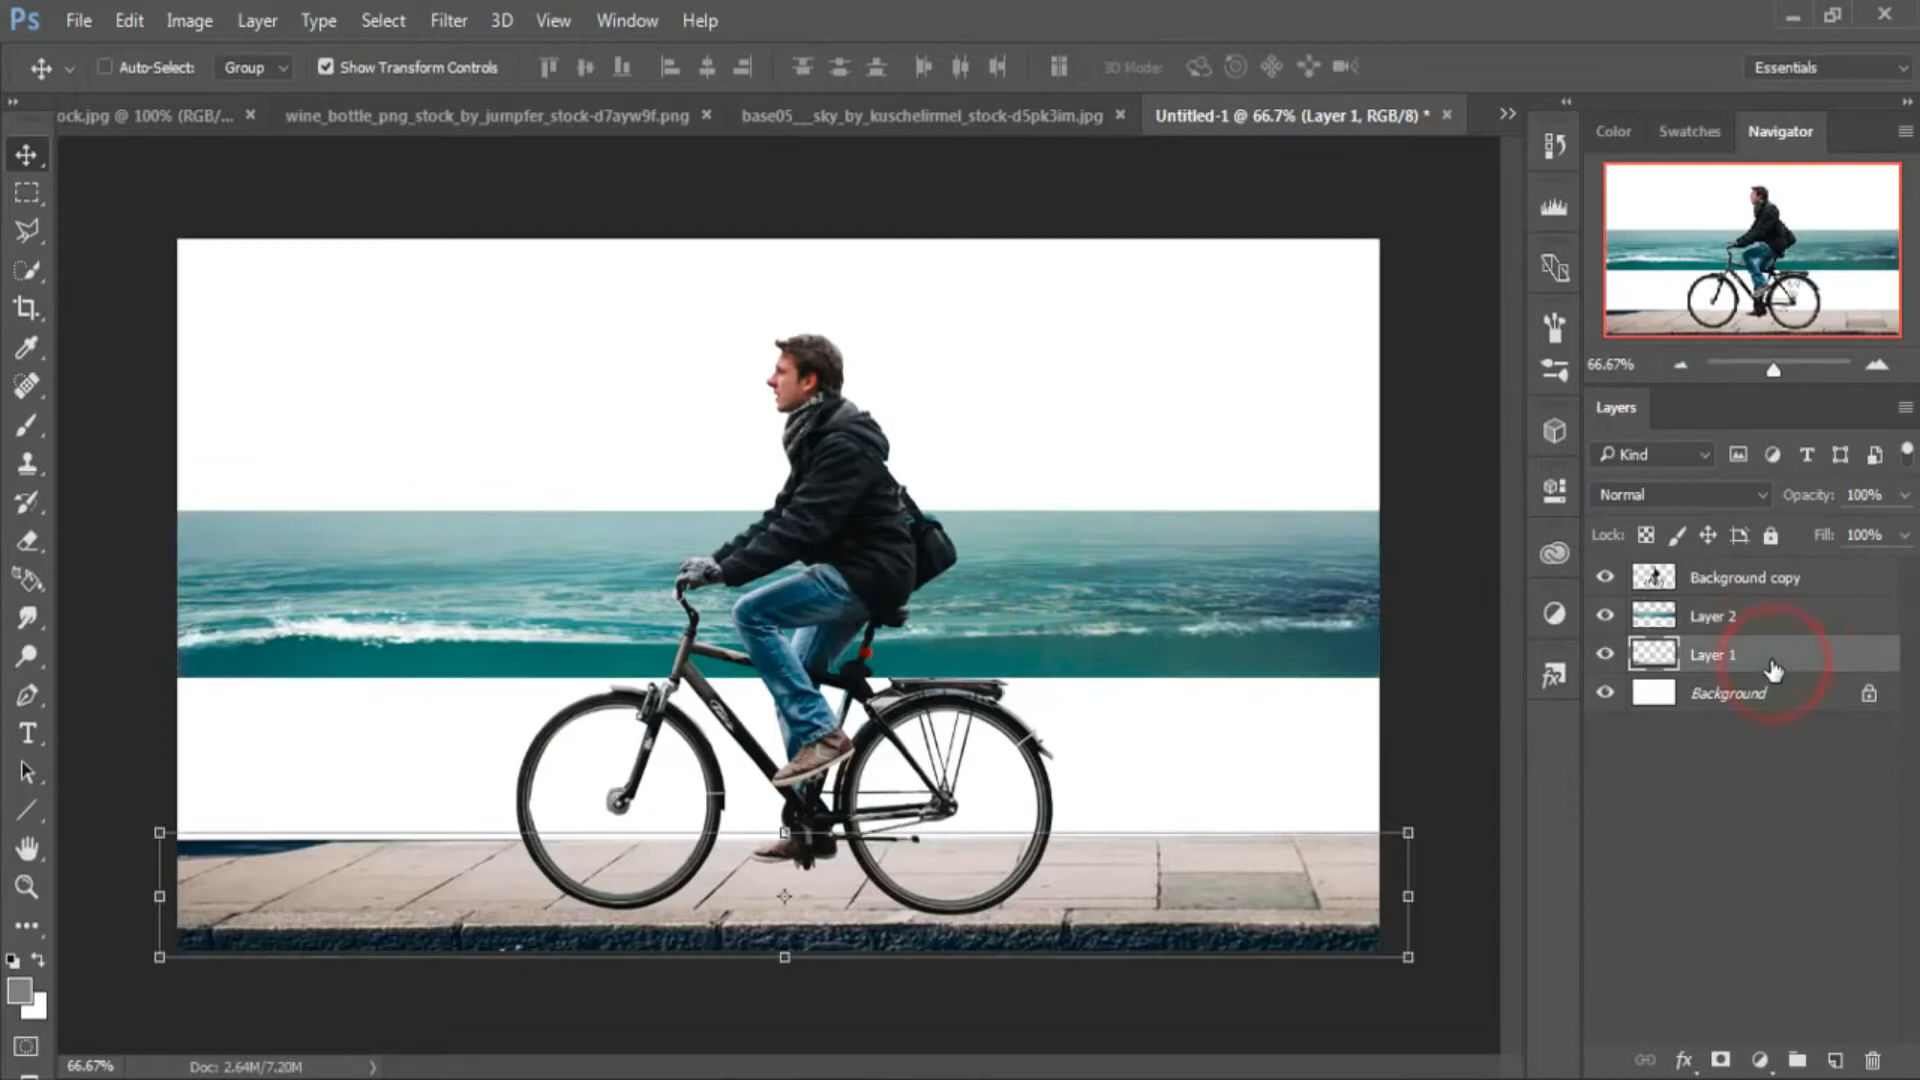 Ps File Edit Image Layer Type Select Filter 3D View Window Help
Auto-Select: Group Show Transform Controls 3D Mode: Essentials
ock.jpg @ 100% (RGB/... wine_bottle_png_stock_by_jumpfer_stock-d7ayw9f.png base05__sky_by_kuschelirmel_stock-d5pk3im.jpg Untitled-1 @ 66.7% (Layer 1, RGB/8) *
Color Swatches Navigator
66.67%
Layers
Kind
Normal Opacity: 100%
Lock: Fill: 100%
Background copy
Layer 2
Layer 1
Background
fx
66.67% Doc: 2.64M/7.20M